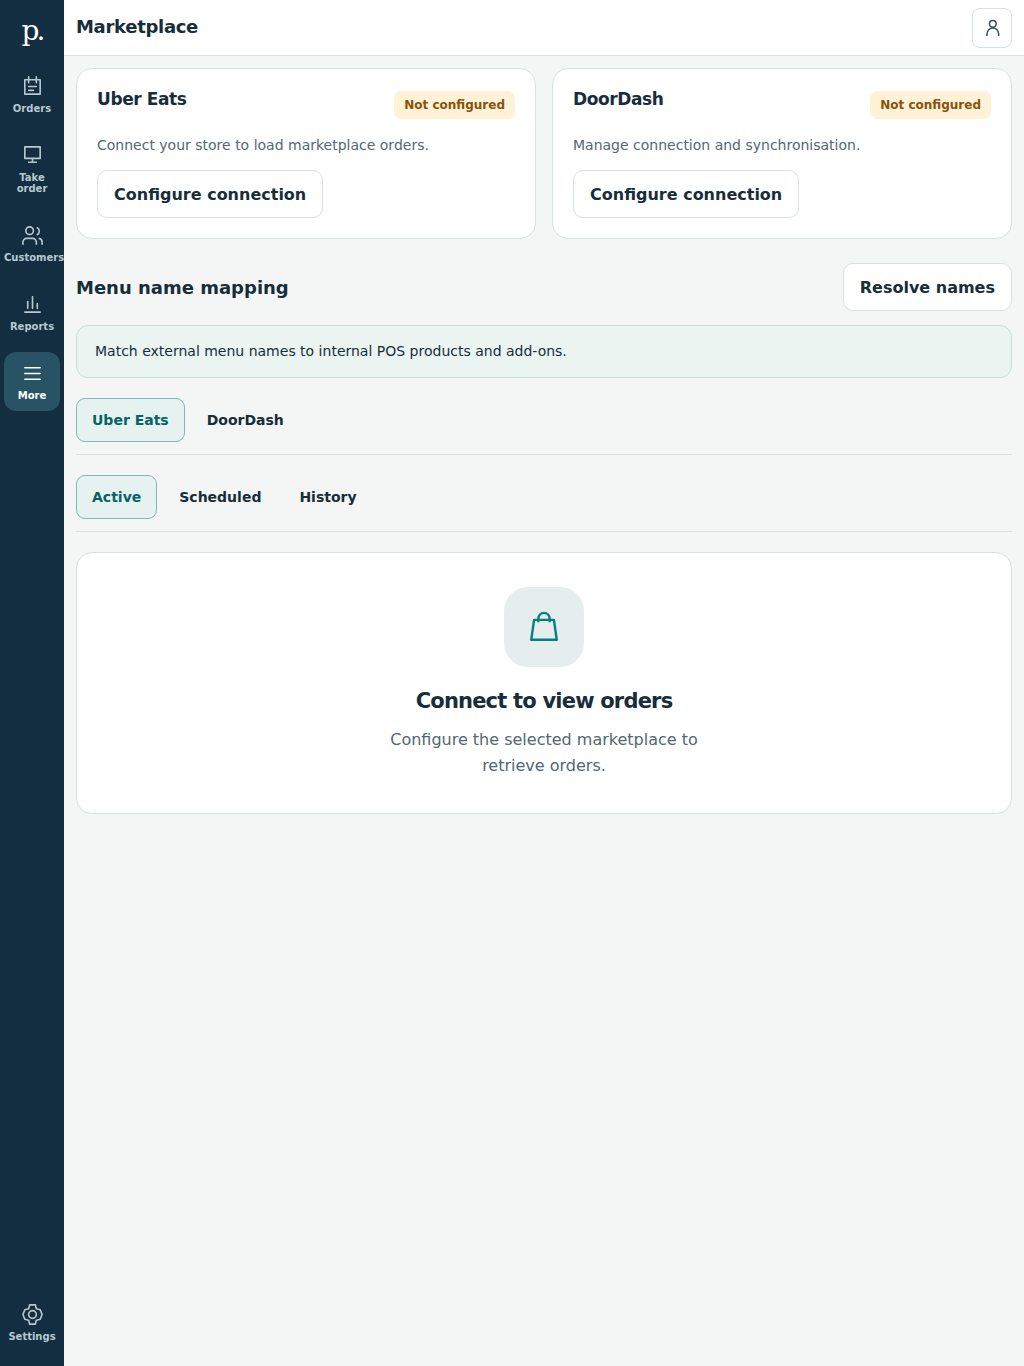 p.
Orders
Take
order
Customers
Reports
More
Settings
Marketplace
Uber Eats
Not configured
Connect your store to load marketplace orders.
Configure connection
DoorDash
Not configured
Manage connection and synchronisation.
Configure connection
Menu name mapping
Resolve names
Match external menu names to internal POS products and add-ons.
Uber Eats
DoorDash
Active
Scheduled
History
Connect to view orders
Configure the selected marketplace to
retrieve orders.